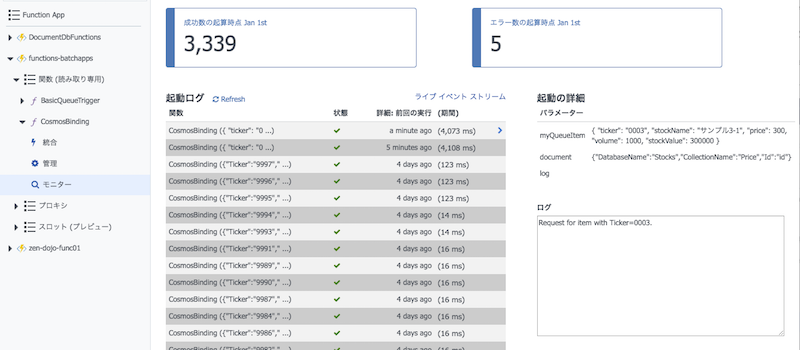 Function App
DocumentDbFunctions
functions-batchapps
関数 (読み取り専用)
BasicQueueTrigger
CosmosBinding
統合
管理
モニター
プロキシ
スロット (プレビュー)
zen-dojo-func01
成功数の起算時点 Jan 1st
3,339
エラー数の起算時点 Jan 1st
5
起動ログ Refresh ライブ イベント ストリーム
関数 状態 詳細: 前回の実行 (期間)
CosmosBinding ({ "ticker": "0 ...) a minute ago (4,073 ms)
CosmosBinding ({ "ticker": "0 ...) 5 minutes ago (4,108 ms)
CosmosBinding ({"Ticker":"9997"," ...) 4 days ago (123 ms)
CosmosBinding ({"Ticker":"9996"," ...) 4 days ago (123 ms)
CosmosBinding ({"Ticker":"9995"," ...) 4 days ago (123 ms)
CosmosBinding ({"Ticker":"9994"," ...) 4 days ago (14 ms)
CosmosBinding ({"Ticker":"9993"," ...) 4 days ago (14 ms)
CosmosBinding ({"Ticker":"9991"," ...) 4 days ago (16 ms)
CosmosBinding ({"Ticker":"9989"," ...) 4 days ago (16 ms)
CosmosBinding ({"Ticker":"9990"," ...) 4 days ago (16 ms)
CosmosBinding ({"Ticker":"9987"," ...) 4 days ago (16 ms)
CosmosBinding ({"Ticker":"9984"," ...) 4 days ago (16 ms)
CosmosBinding ({"Ticker":"9986"," ...) 4 days ago (16 ms)
CosmosBinding ({"Ticker":"9982"," ...) 4 days ago (16 ms)
起動の詳細
パラメーター
myQueueItem { "ticker": "0003", "stockName": "サンプル3-1", "price": 300,
"volume": 1000, "stockValue": 300000 }
document {"DatabaseName":"Stocks","CollectionName":"Price","Id":"id"}
log
ログ
Request for item with Ticker=0003.